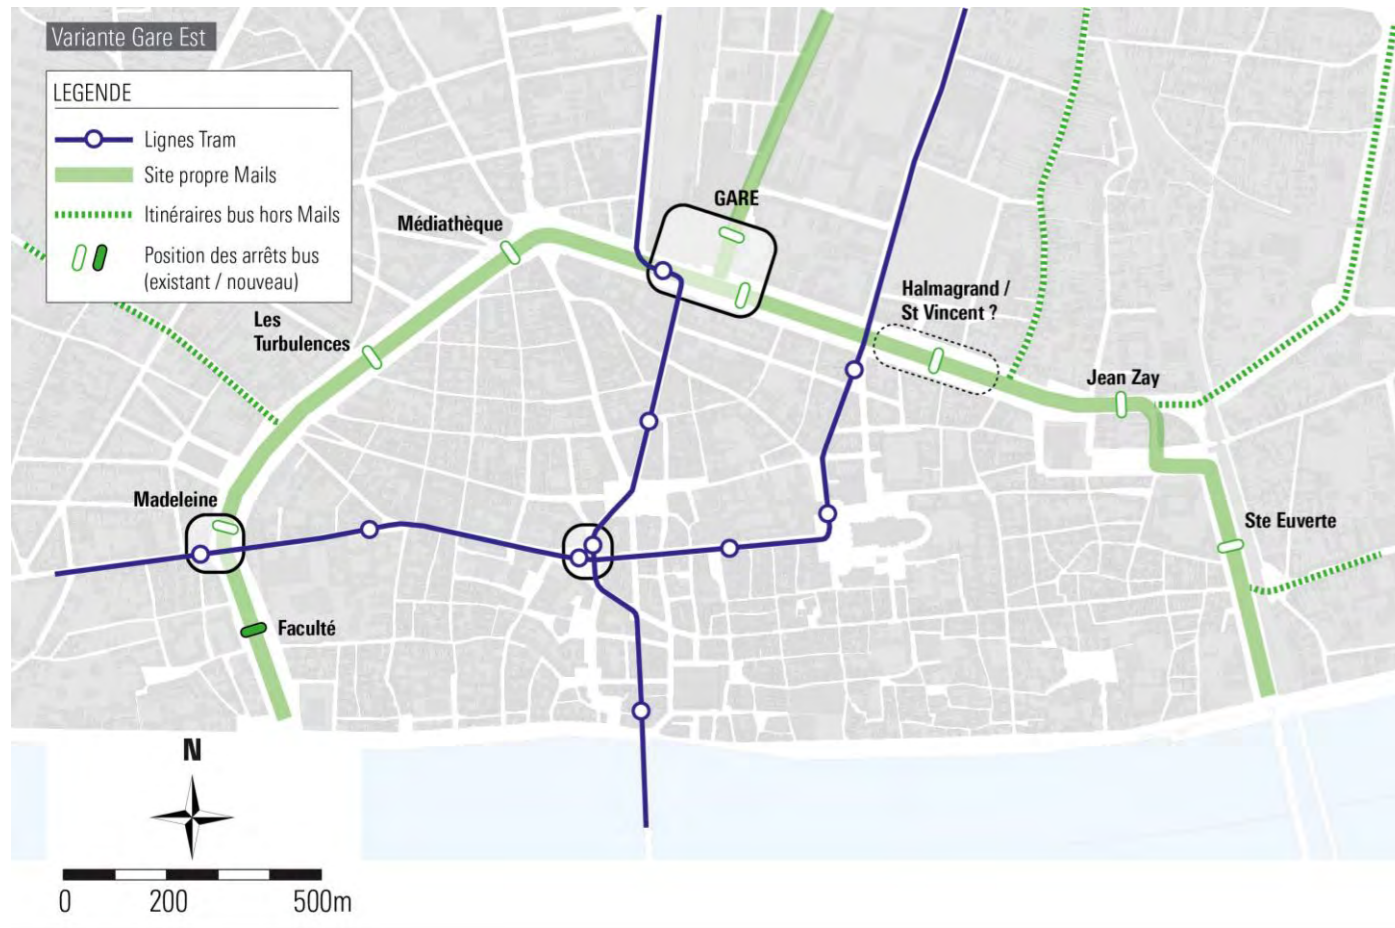 Variante Gare Est
LEGENDE
Lignes Tram
Site propre Mails
Itinéraires bus hors Mails
Position des arrêts bus
(existant / nouveau)
GARE
Médiathèque
Halmagrand /
St Vincent ?
Les
Turbulences
Jean Zay
Madeleine
Ste Euverte
Faculté
N
0 200 500m